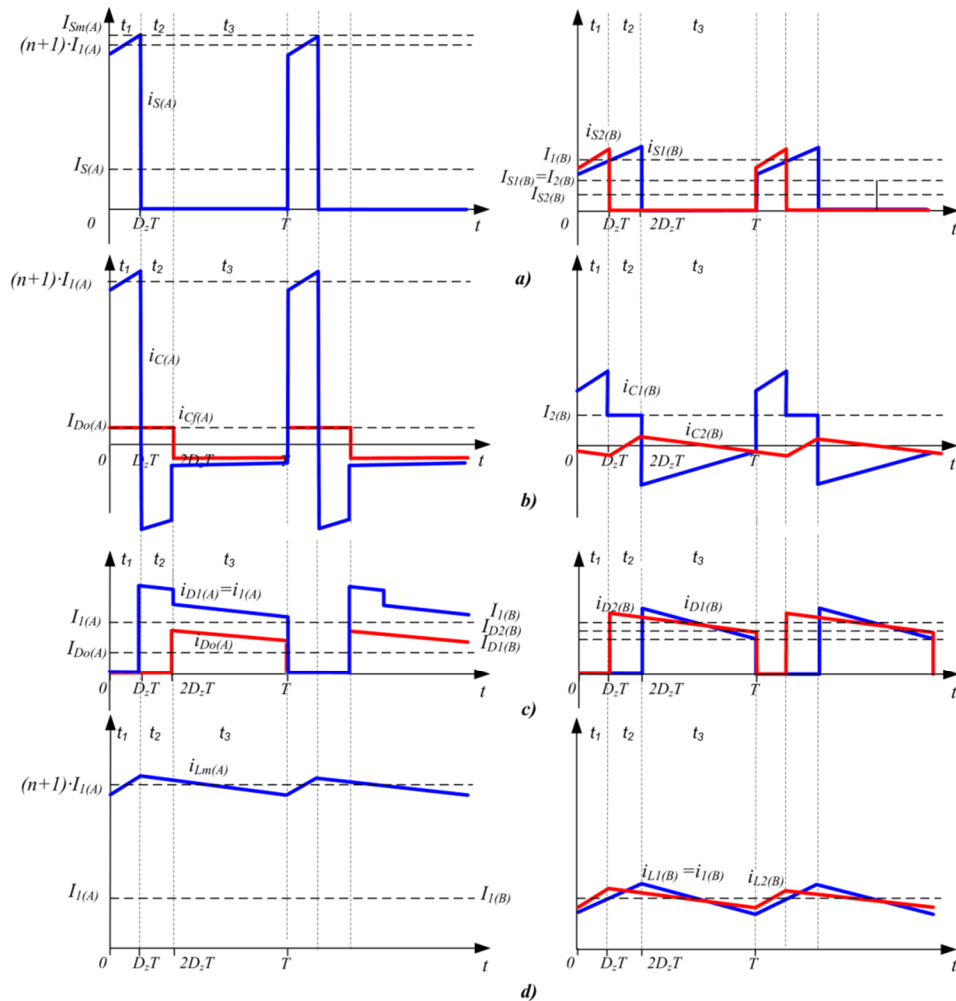 I_Sm(A) t₁ t₂ t₃
(n+1)·I_1(A)
i_S(A)
I_S(A)
0 D_zT T t
t₁ t₂ t₃
i_S2(B)
i_S1(B)
I_1(B)
I_S1(B)=I_2(B)
I_S2(B)
0 D_zT 2D_zT T t
a)
t₁ t₂ t₃
(n+1)·I_1(A)
i_C(A)
i_Cf(A)
I_Do(A)
0 D_zT 2D_zT T t
t₁ t₂ t₃
i_C1(B)
I_2(B)
i_C2(B)
0 D_zT 2D_zT T t
b)
t₁ t₂ t₃
i_D1(A)=i_1(A)
I_1(A)
i_Do(A)
I_Do(A)
0 D_zT 2D_zT T t
t₁ t₂ t₃
i_D2(B) i_D1(B)
I_1(B)
I_D2(B)
I_D1(B)
0 D_zT 2D_zT T t
c)
t₁ t₂ t₃
i_Lm(A)
(n+1)·I_1(A)
I_1(A)
0 D_zT 2D_zT T t
t₁ t₂ t₃
i_L1(B)=i_1(B) i_L2(B)
I_1(B)
0 D_zT 2D_zT T t
d)